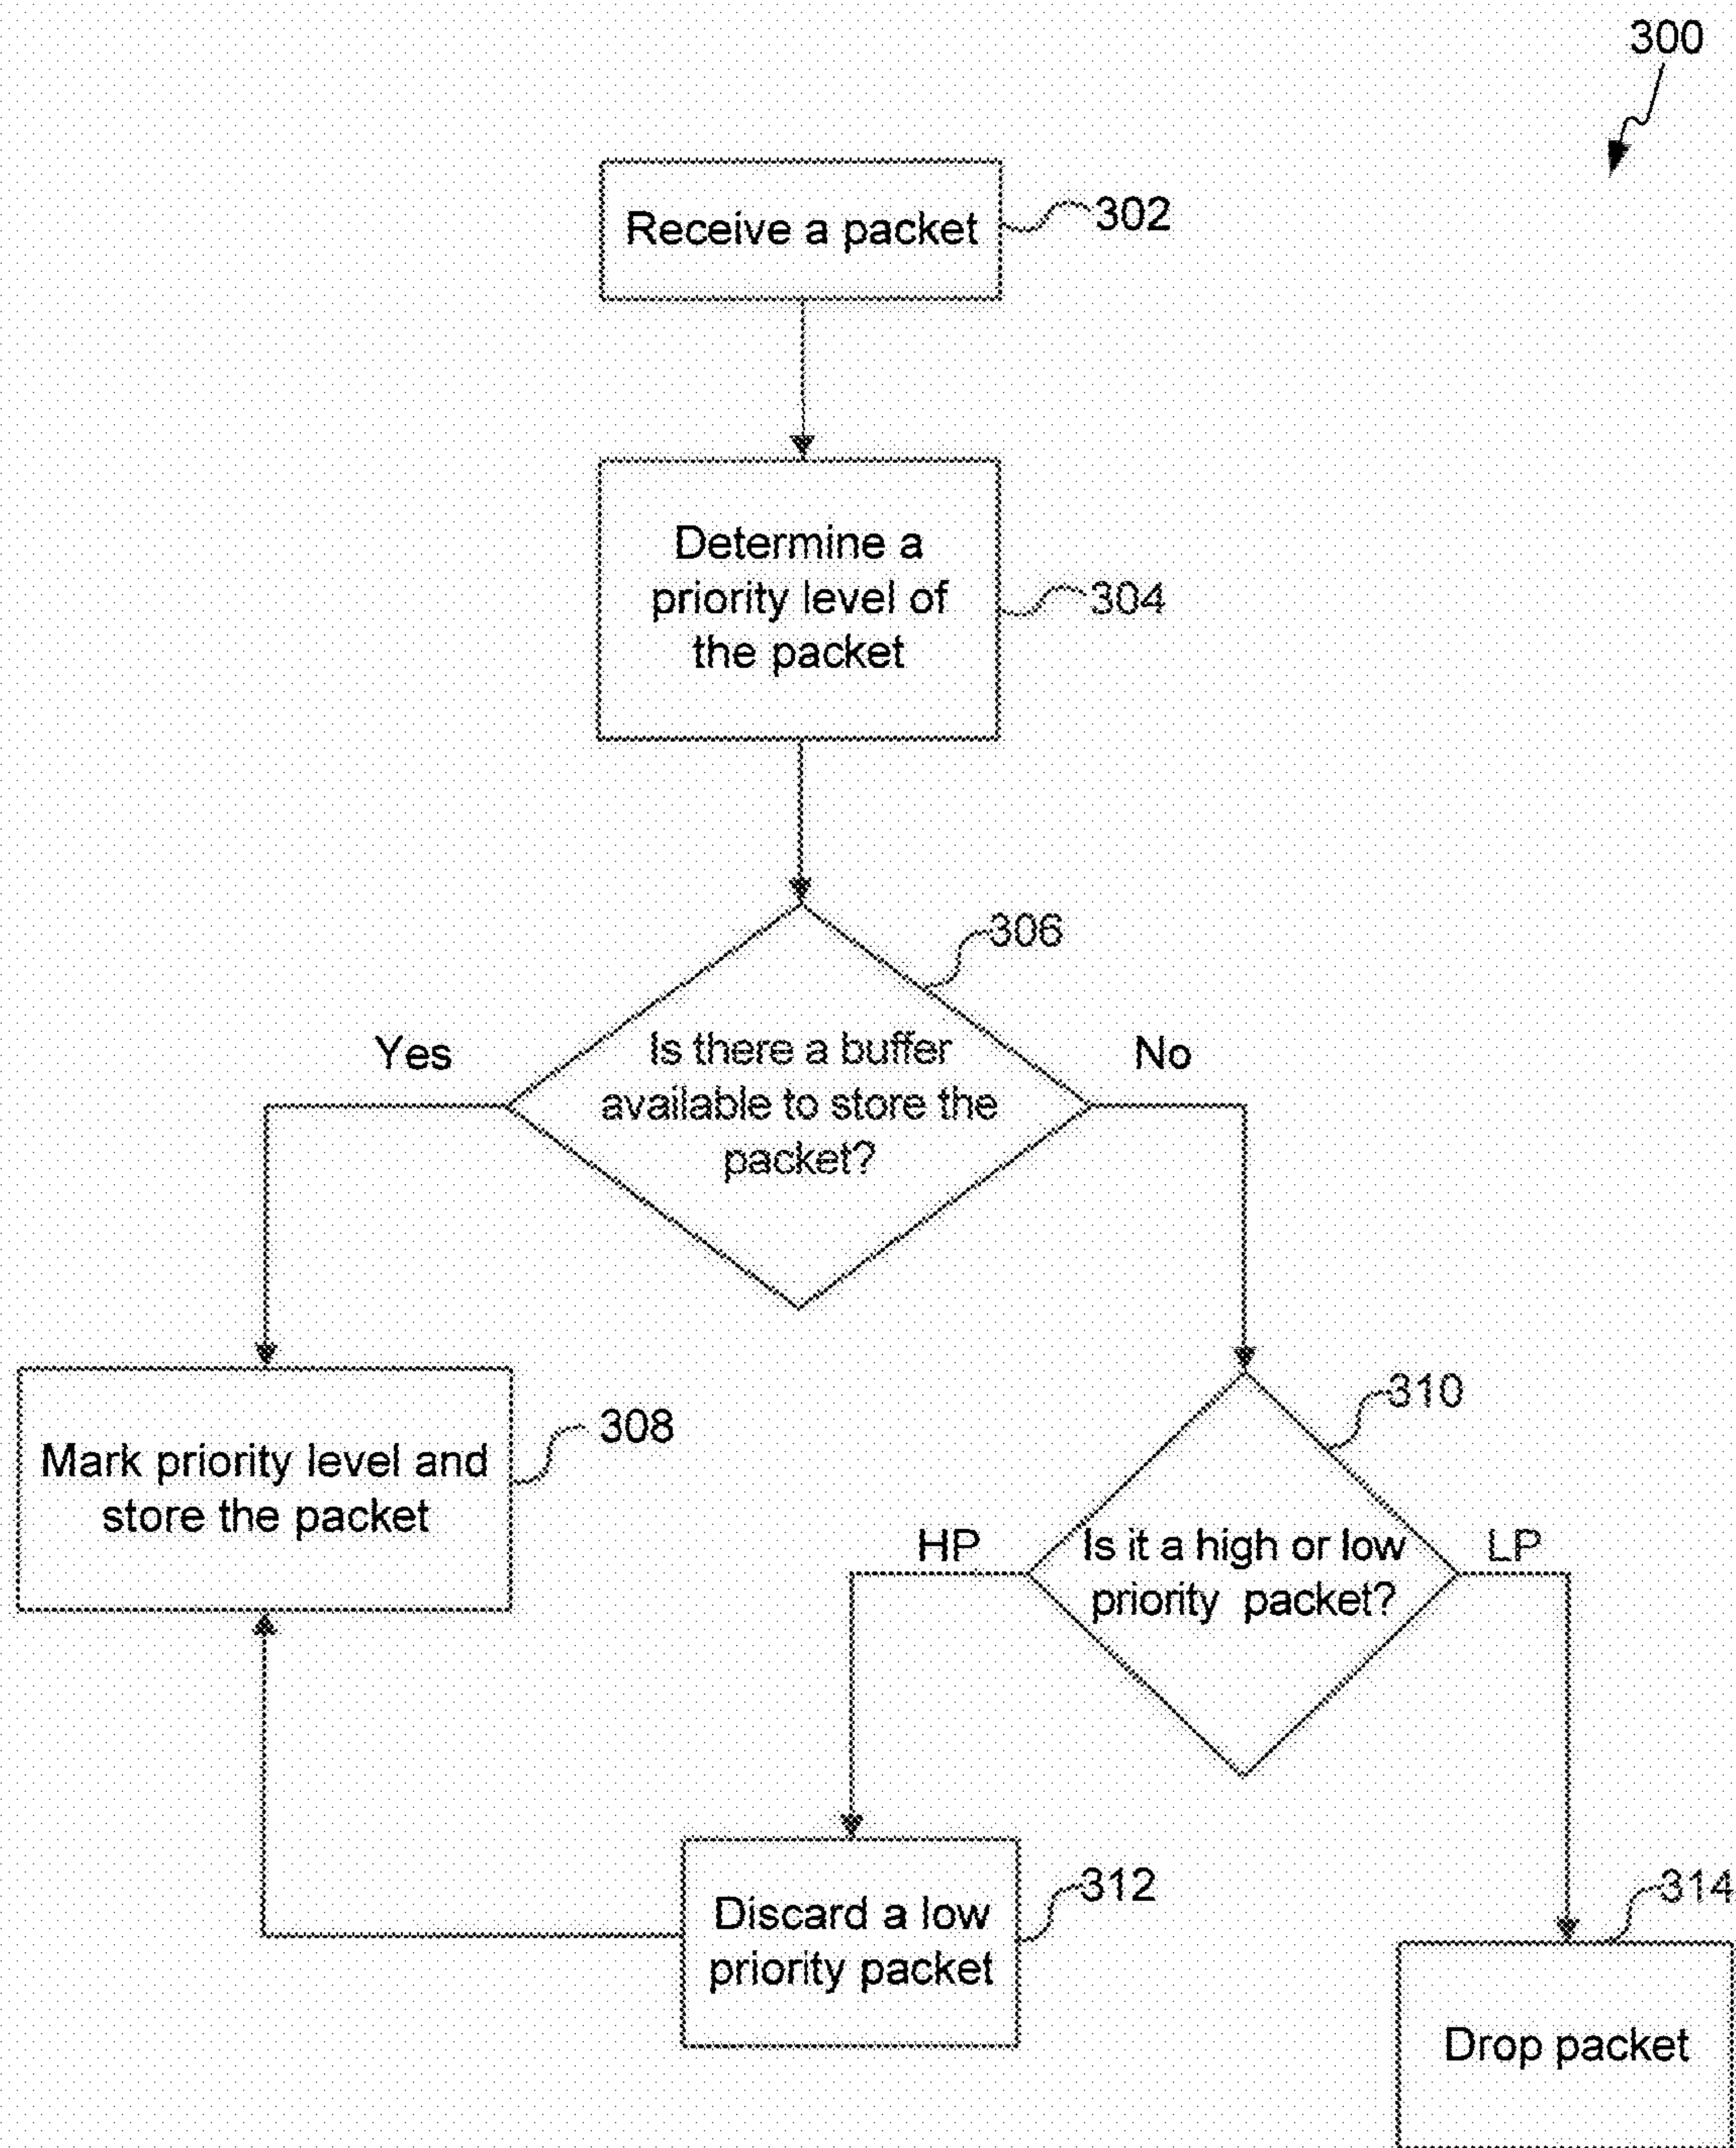 300
Receive a packet
302
Determine a
priority level of
the packet
304
306
Is there a buffer
available to store the
packet?
Yes
No
Mark priority level and
store the packet
308
310
Is it a high or low
priority packet?
HP
LP
Discard a low
priority packet
312
314
Drop packet